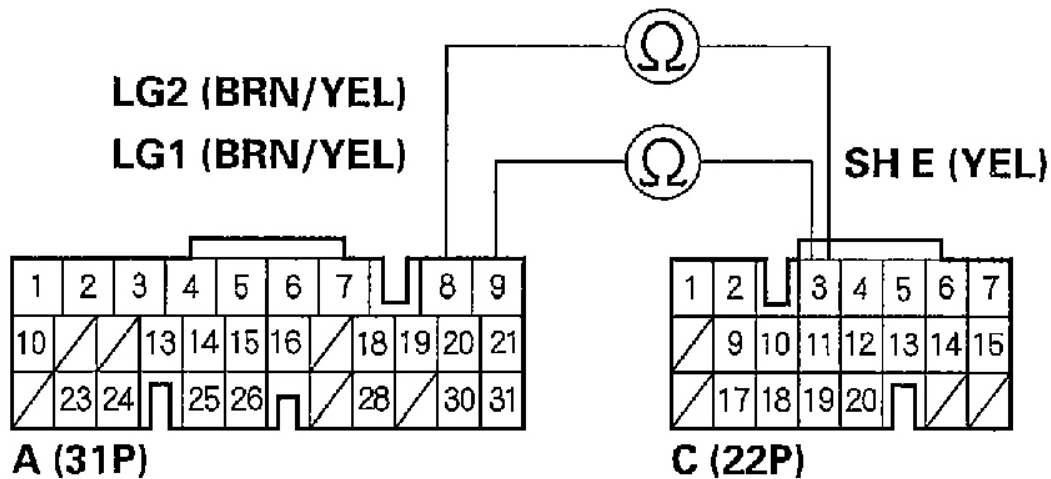 LG2 (BRN/YEL)
LG1 (BRN/YEL)
SH E (YEL)
Ω
Ω
1 2 3 4 5 6 7 8 9
10 13 14 15 16 18 19 20 21
23 24 25 26 28 30 31
A (31P)
1 2 3 4 5 6 7
9 10 11 12 13 14 15
17 18 19 20
C (22P)